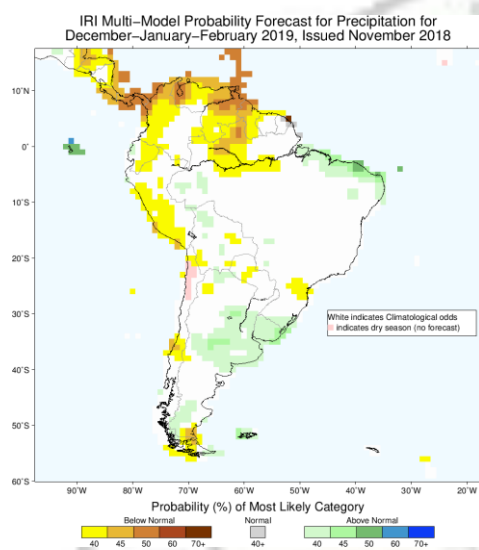 IRI Multi-Model Probability Forecast for Precipitation for
December-January-February 2019, Issued November 2018
10°N
0°
10°S
20°S
30°S
40°S
50°S
60°S
White indicates Climatological odds
indicates dry season (no forecast)
90°W 80°W 70°W 60°W 50°W 40°W 30°W 20°W
Probability (%) of Most Likely Category
Below Normal Normal Above Normal
40 45 50 60 70+ 40+ 40 45 50 60 70+